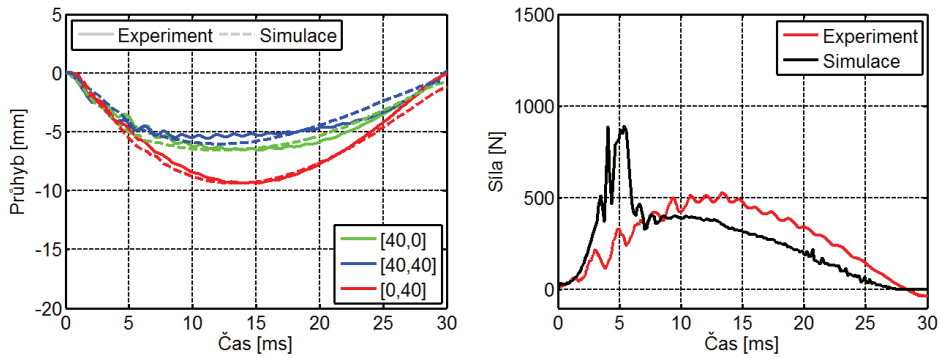 Experiment
Simulace
5
0
-5
-10
-15
-20
Průhyb [mm]
[40,0]
[40,40]
[0,40]
0 5 10 15 20 25 30
Čas [ms]
1500
1000
500
0
Síla [N]
Experiment
Simulace
0 5 10 15 20 25 30
Čas [ms]